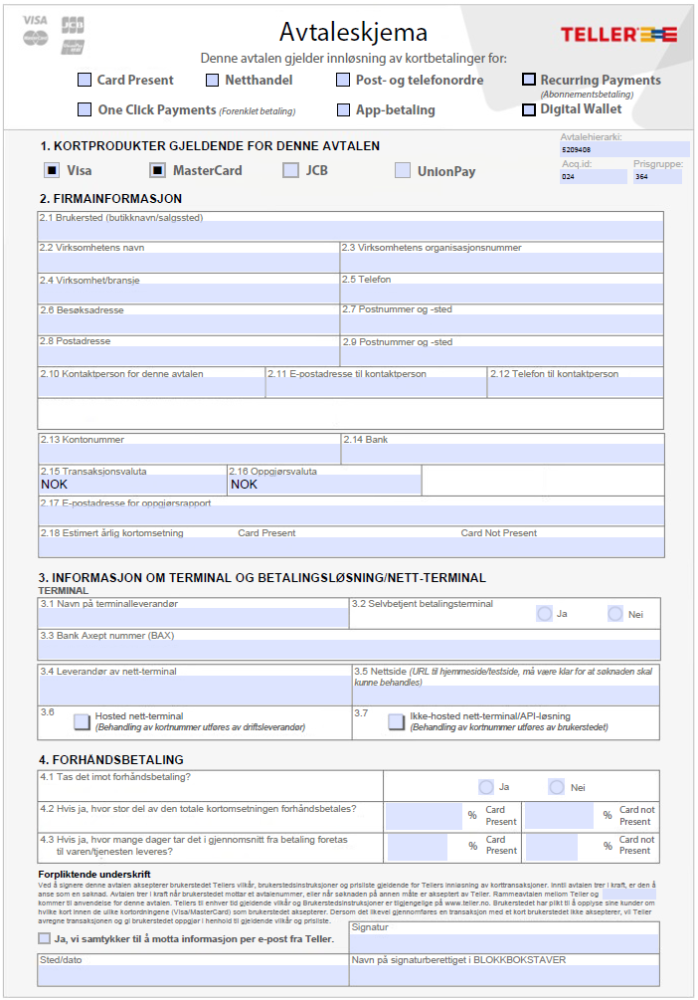 VISA
JCB
MasterCard
UnionPay
Avtaleskjema
TELLER
Denne avtalen gjelder innløsning av kortbetalinger for:
Card Present
Netthandel
Post- og telefonordre
Recurring Payments
(Abonnementsbetaling)
One Click Payments (Forenklet betaling)
App-betaling
Digital Wallet
1. KORTPRODUKTER GJELDENDE FOR DENNE AVTALEN
Avtalehierarki:
5209408
Acq.id:
Prisgruppe:
024
364
Visa
MasterCard
JCB
UnionPay
2. FIRMAINFORMASJON
2.1 Brukersted (butikknavn/salgssted)
2.2 Virksomhetens navn
2.3 Virksomhetens organisasjonsnummer
2.4 Virksomhet/bransje
2.5 Telefon
2.6 Besøksadresse
2.7 Postnummer og -sted
2.8 Postadresse
2.9 Postnummer og -sted
2.10 Kontaktperson for denne avtalen
2.11 E-postadresse til kontaktperson
2.12 Telefon til kontaktperson
2.13 Kontonummer
2.14 Bank
2.15 Transaksjonsvaluta
2.16 Oppgjørsvaluta
NOK
NOK
2.17 E-postadresse for oppgjørsrapport
2.18 Estimert årlig kortomsetning
Card Present
Card Not Present
3. INFORMASJON OM TERMINAL OG BETALINGSLØSNING/NETT-TERMINAL
TERMINAL
3.1 Navn på terminalleverandør
3.2 Selvbetjent betalingsterminal
Ja
Nei
3.3 Bank Axept nummer (BAX)
3.4 Leverandør av nett-terminal
3.5 Nettside (URL til hjemmeside/testside, må være klar for at søknaden skal
kunne behandles)
3.6
Hosted nett-terminal
(Behandling av kortnummer utføres av driftsleverandør)
3.7
Ikke-hosted nett-terminal/API-løsning
(Behandling av kortnummer utføres av brukerstedet)
4. FORHÅNDSBETALING
4.1 Tas det imot forhåndsbetaling?
Ja
Nei
4.2 Hvis ja, hvor stor del av den totale kortomsetningen forhåndsbetales?
% Card
Present
% Card not
Present
4.3 Hvis ja, hvor mange dager tar det i gjennomsnitt fra betaling foretas
til varen/tjenesten leveres?
% Card
Present
% Card not
Present
Forpliktende underskrift
Ved å signere denne avtalen aksepterer brukerstedet Tellers vilkår, brukerstedsinstruksjoner og prisliste gjeldende for Tellers innløsning av korttransaksjoner. Inntil avtalen trer i kraft, er den å
anse som en søknad. Avtalen trer i kraft når brukerstedet mottar et avtalenummer, eller når søknaden på annen måte er akseptert av Teller. Rammeavtalen mellom Teller og
kommer til anvendelse for denne avtalen. Tellers til enhver tid gjeldende vilkår og Brukerstedsinstruksjoner er tilgjengelige på www.teller.no. Brukerstedet har plikt til å opplyse sine kunder om
hvilke kort innen de ulike kortordningene (Visa/MasterCard) som brukerstedet aksepterer. Dersom det likevel gjennomføres en transaksjon med et kort brukerstedet ikke aksepterer, vil Teller
avregne transaksjonen og gi brukerstedet oppgjør i henhold til gjeldende vilkår og prisliste.
Ja, vi samtykker til å motta informasjon per e-post fra Teller.
Signatur
Sted/dato
Navn på signaturberettiget i BLOKKBOKSTAVER